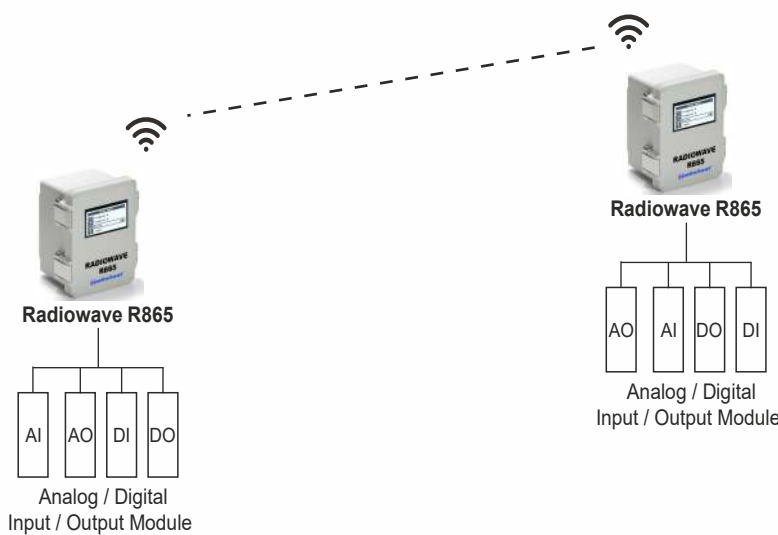 RADIOWAVE
R865
Radiowave R865
AO AI DO DI
Analog / Digital
Input / Output Module
RADIOWAVE
R865
Radiowave R865
AI AO DI DO
Analog / Digital
Input / Output Module